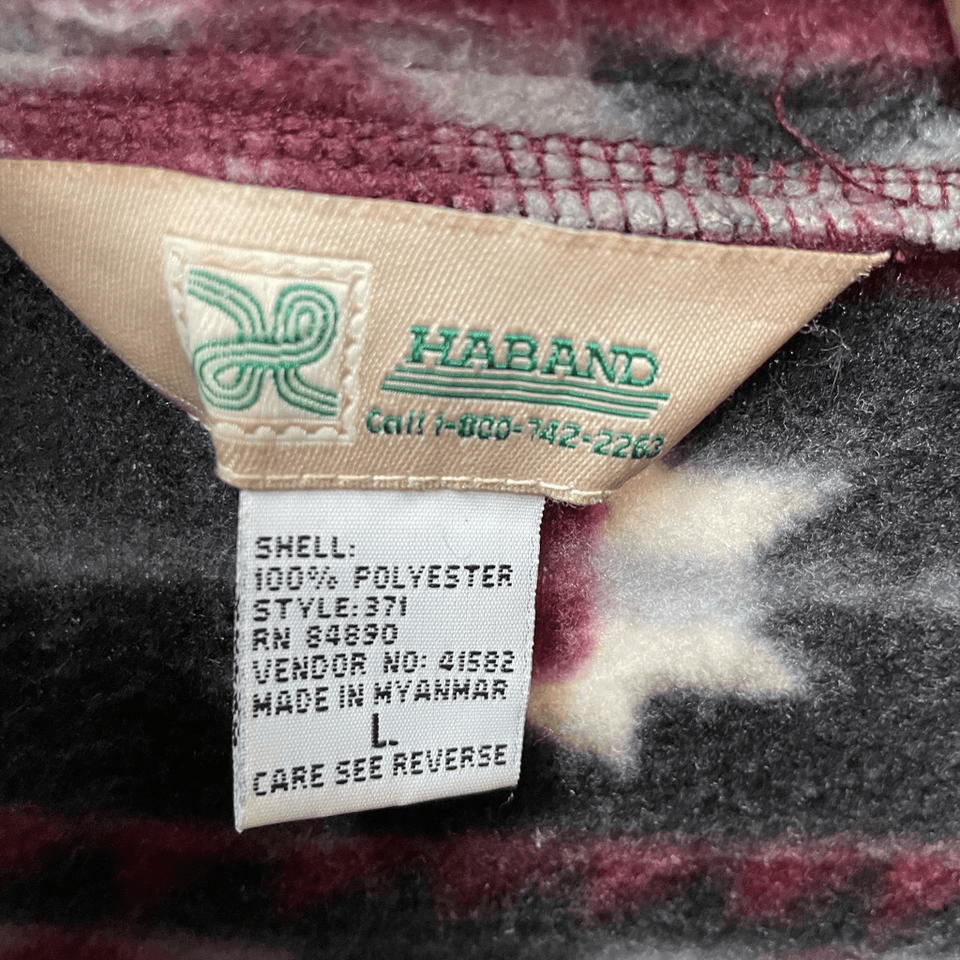 HABAND
Call 1-800-742-2263
SHELL:
100% POLYESTER
STYLE: 371
RN 84890
VENDOR NO: 41582
MADE IN MYANMAR
L
CARE SEE REVERSE